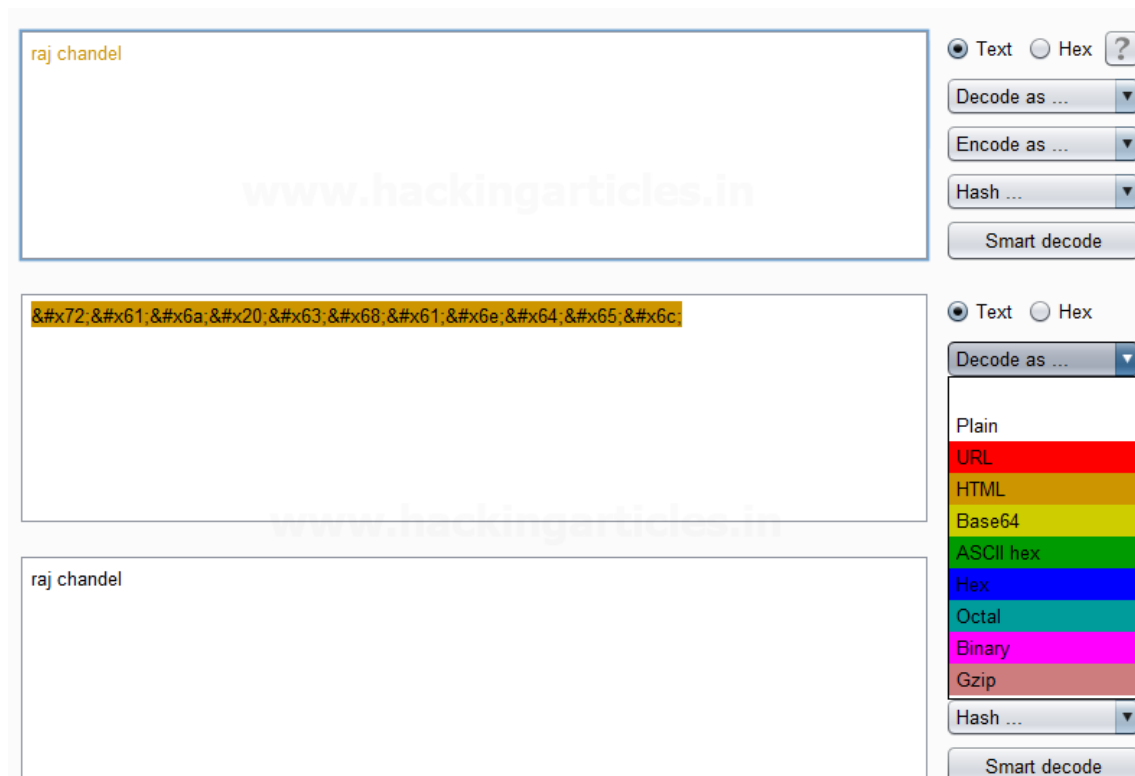 raj chandel
Text
Hex
?
Decode as ...
Encode as ...
www.hackingarticles.in
Hash ...
Smart decode
&#x72;&#x61;&#x6a;&#x20;&#x63;&#x68;&#x61;&#x6e;&#x64;&#x65;&#x6c;
Text
Hex
Decode as ...
Plain
URL
HTML
Base64
www.hackingarticles.in
ASCII hex
Hex
Octal
Binary
Gzip
raj chandel
Hash ...
Smart decode